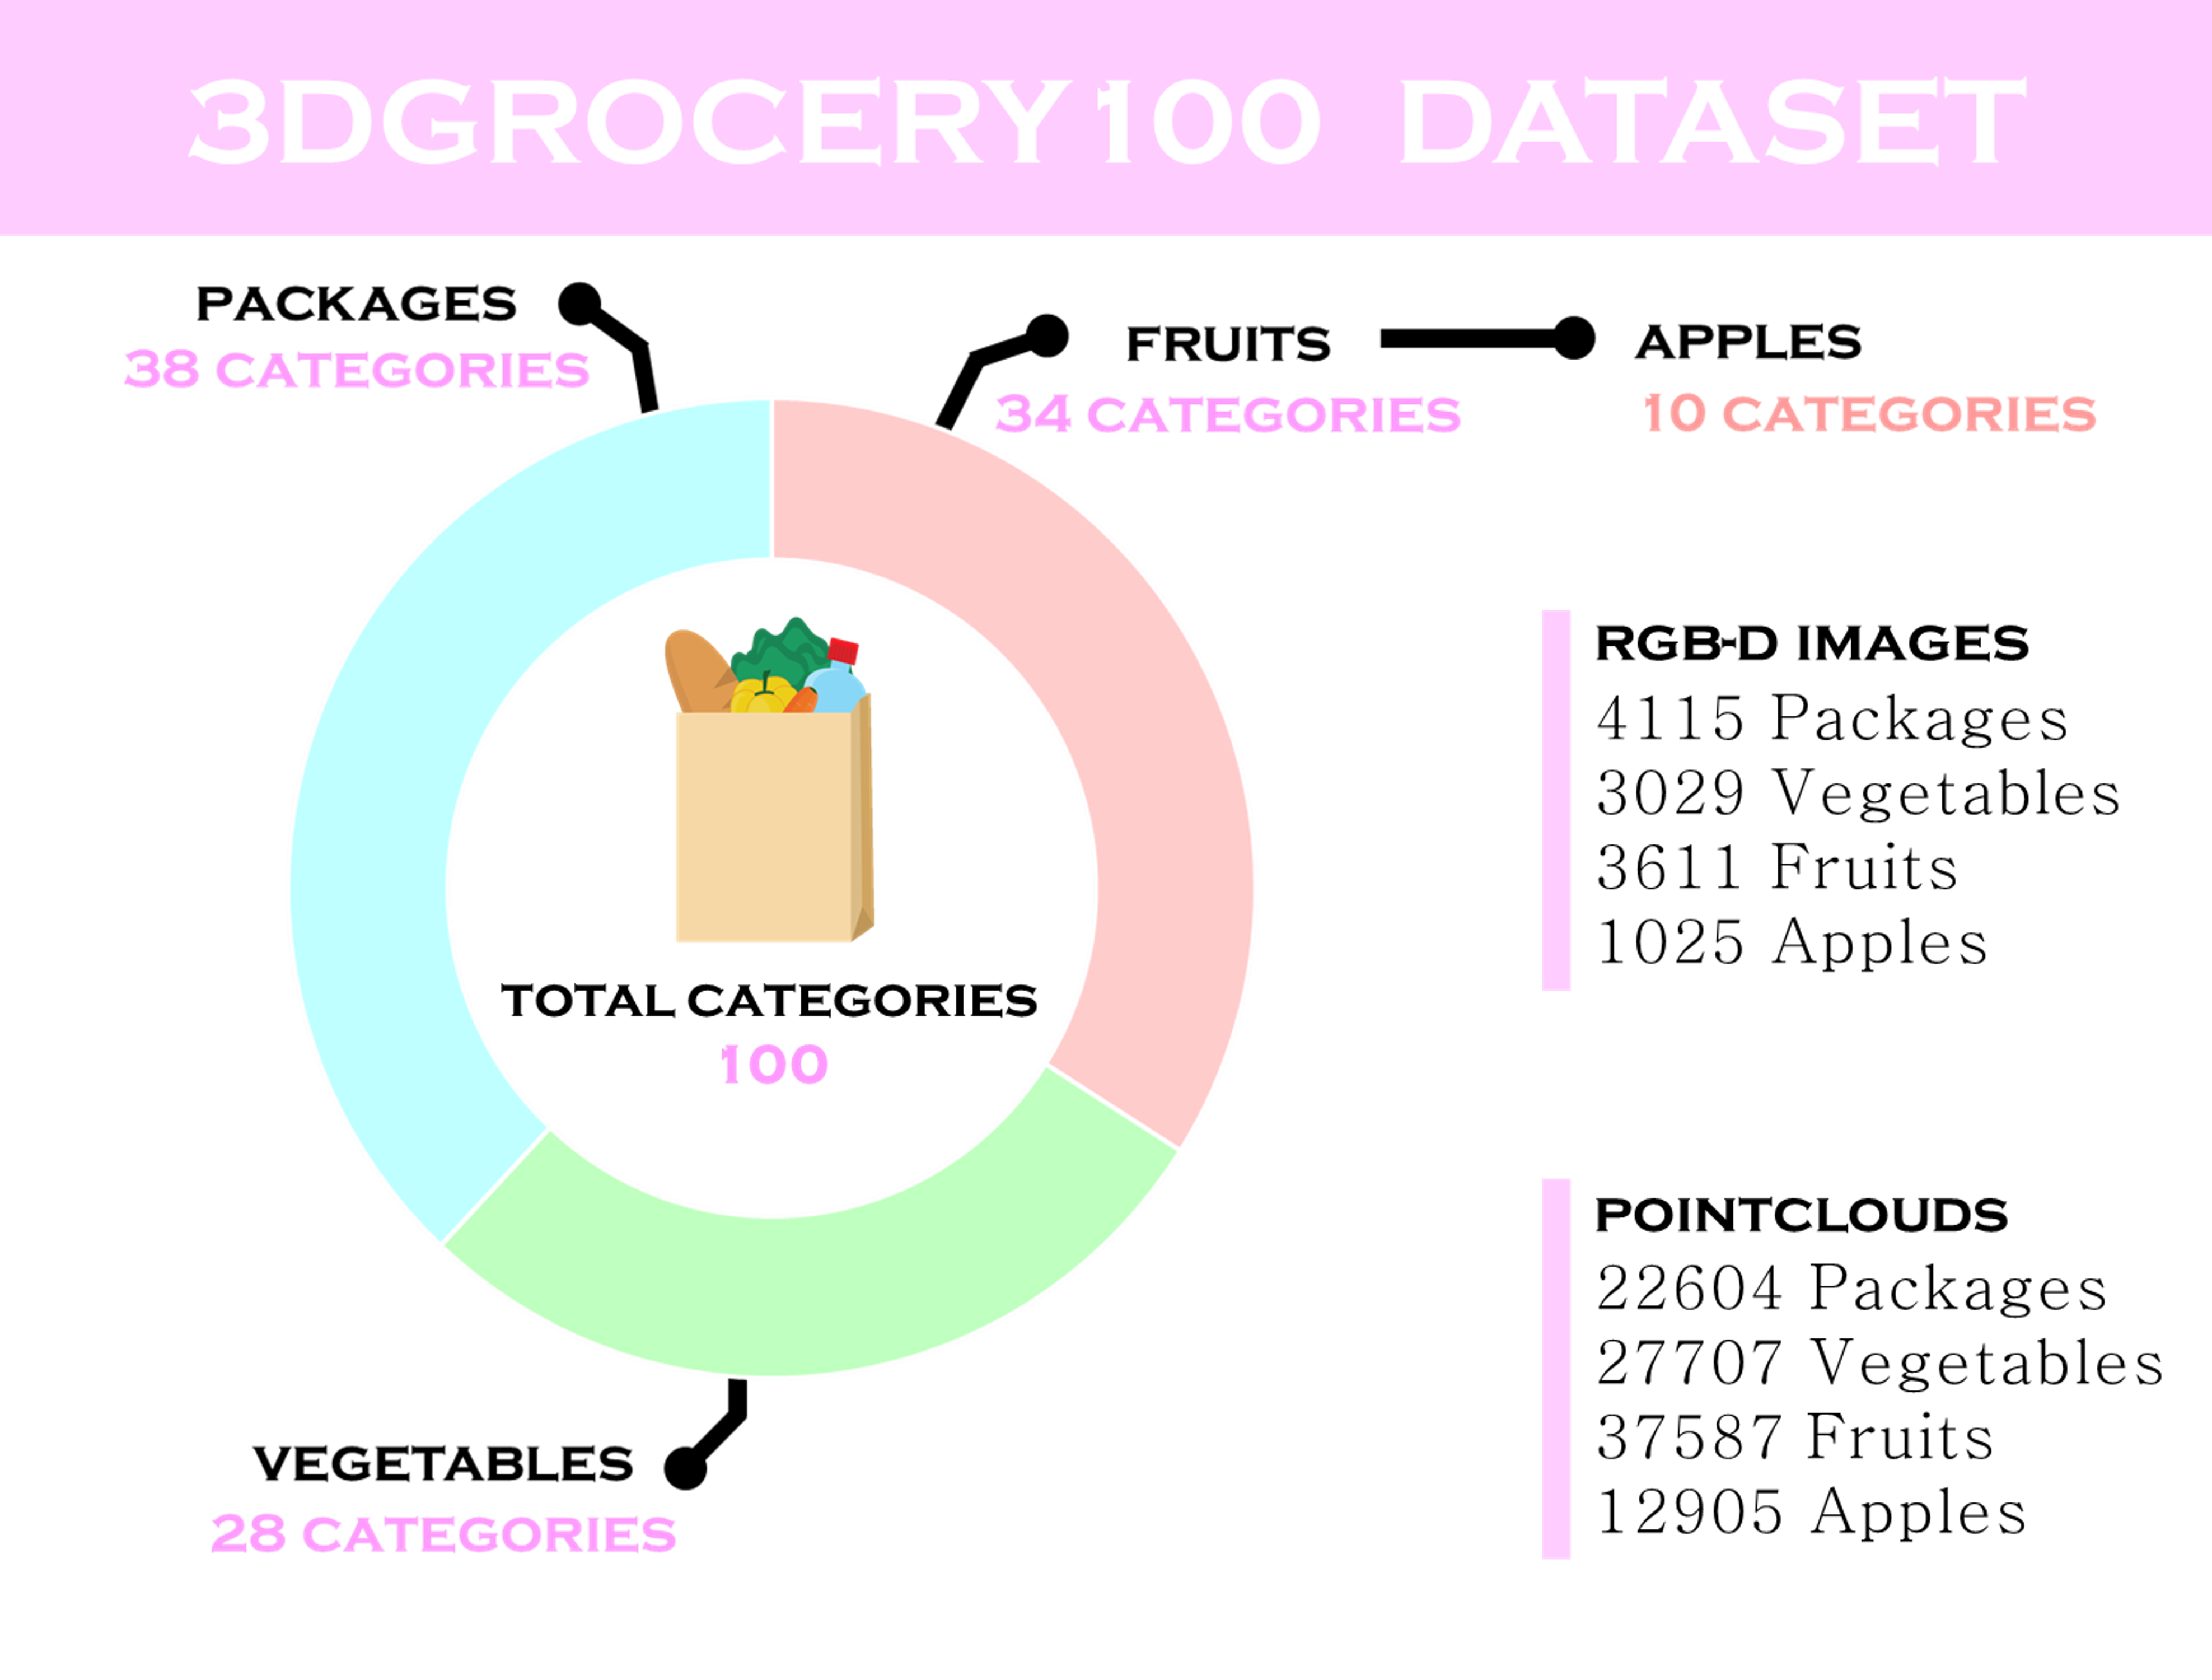 3DGROCERY100 DATASET
PACKAGES
38 CATEGORIES
FRUITS
34 CATEGORIES
APPLES
10 CATEGORIES
TOTAL CATEGORIES
100
VEGETABLES
28 CATEGORIES
RGB-D IMAGES
4115 Packages
3029 Vegetables
3611 Fruits
1025 Apples
POINTCLOUDS
22604 Packages
27707 Vegetables
37587 Fruits
12905 Apples